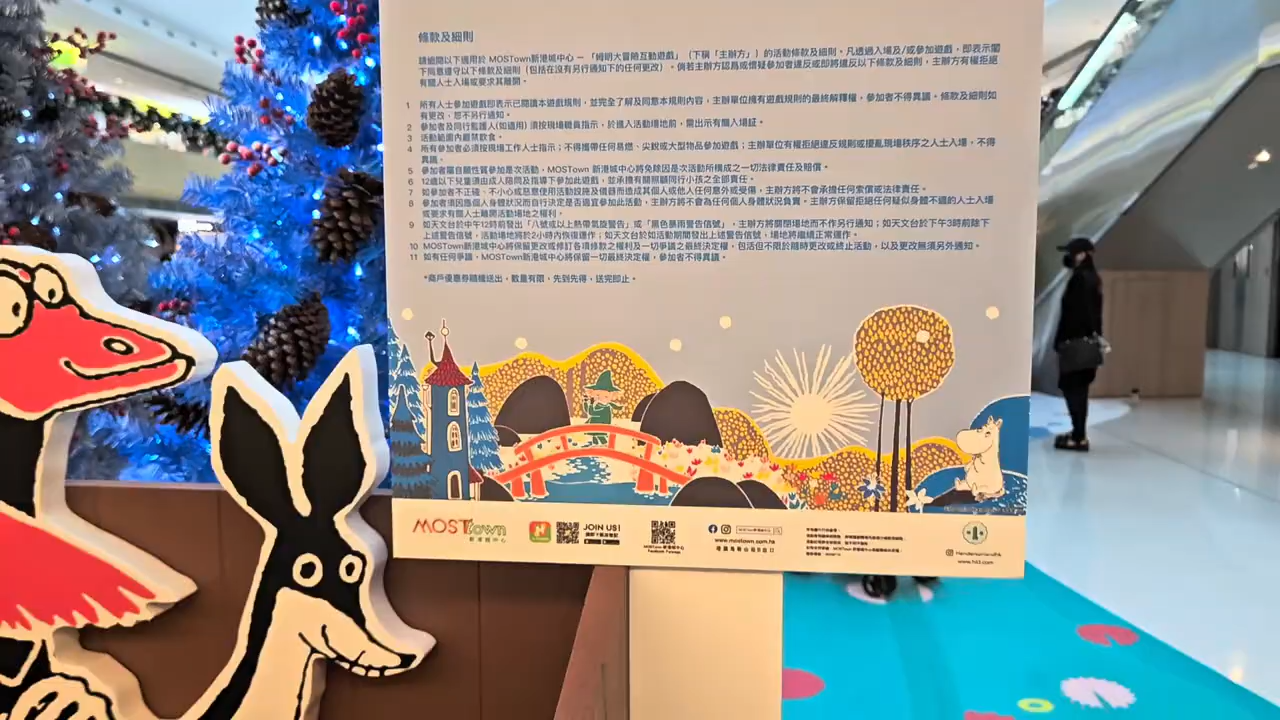 條款及細則
請細閱以下適用於 MOSTown新港城中心 — 「姆明大冒險互動遊戲」（下稱「主辦方」）的活動條款及細則。凡透過入場及/或參加遊戲，即表示閣
下同意遵守以下條款及細則（包括在沒有另行通知下的任何更改）。倘若主辦方認為或懷疑參加者違反或即將違反以下條款及細則，主辦方有權拒絕
有關人士入場或要求其離開。
1 所有人士參加遊戲即表示已閱讀本遊戲規則，並完全了解及同意本規則內容，主辦單位擁有遊戲規則的最終解釋權，參加者不得異議。條款及細則如
有更改，恕不另行通知。
2 參加者及同行監護人(如適用) 須按現場職員指示，於進入活動場地前，需出示有關入場証。
3 活動範圍內嚴禁飲食。
4 所有參加者必須按現場工作人士指示；不得攜帶任何易燃、尖銳或大型物品參加遊戲；主辦單位有權拒絕違反規則或擾亂現場秩序之人士入場，不得
異議。
5 參加者屬自願性質參加是次活動，MOSTown 新港城中心將免除因是次活動所構成之一切法律責任及賠償。
6 12歲以下兒童須由成人陪同及指導下參加此遊戲，並承擔有關照顧同行小孩之全部責任。
7 如參加者不正確、不小心或惡意使用活動設施及備目而造成其個人或他人任何意外或受傷，主辦方將不會承擔任何索償或法律責任。
8 參加者須因應個人身體狀況而自行決定是否適宜參加此活動，主辦方將不會為任何個人身體狀況負責。主辦方保留拒絕任何疑似身體不適的人士入場
或要求有關人士離開活動場地之權利。
9 如天文台於中午12時前發出「八號或以上熱帶氣旋警告」或「黑色暴雨警告信號」，主辦方將關閉場地而不作另行通知；如天文台於下午3時前除下
上述警告信號，活動場地將於2小時內恢復運作；如天文台於如活動期間發出上述警告信號，場地將繼續正常運作。
10 MOSTown新港城中心將保留更改或修訂各項條款之權利及一切爭議之最終決定權，包括但不限於隨時更改或終止活動，以及更改無須另外通知。
11 如有任何爭議，MOSTown新港城中心將保留一切最終決定權，參加者不得異議。
*商戶優惠券隨機送出，數量有限，先到先得，送完即止。
MOSTown
新港城中心
JOIN US!
MOSTown 新港城中心
Facebook Fanpage
MOSTown新港城中心
www.mostown.com.hk
港鐵馬鞍山站B出口
HendersonlandHk
www.hld.com